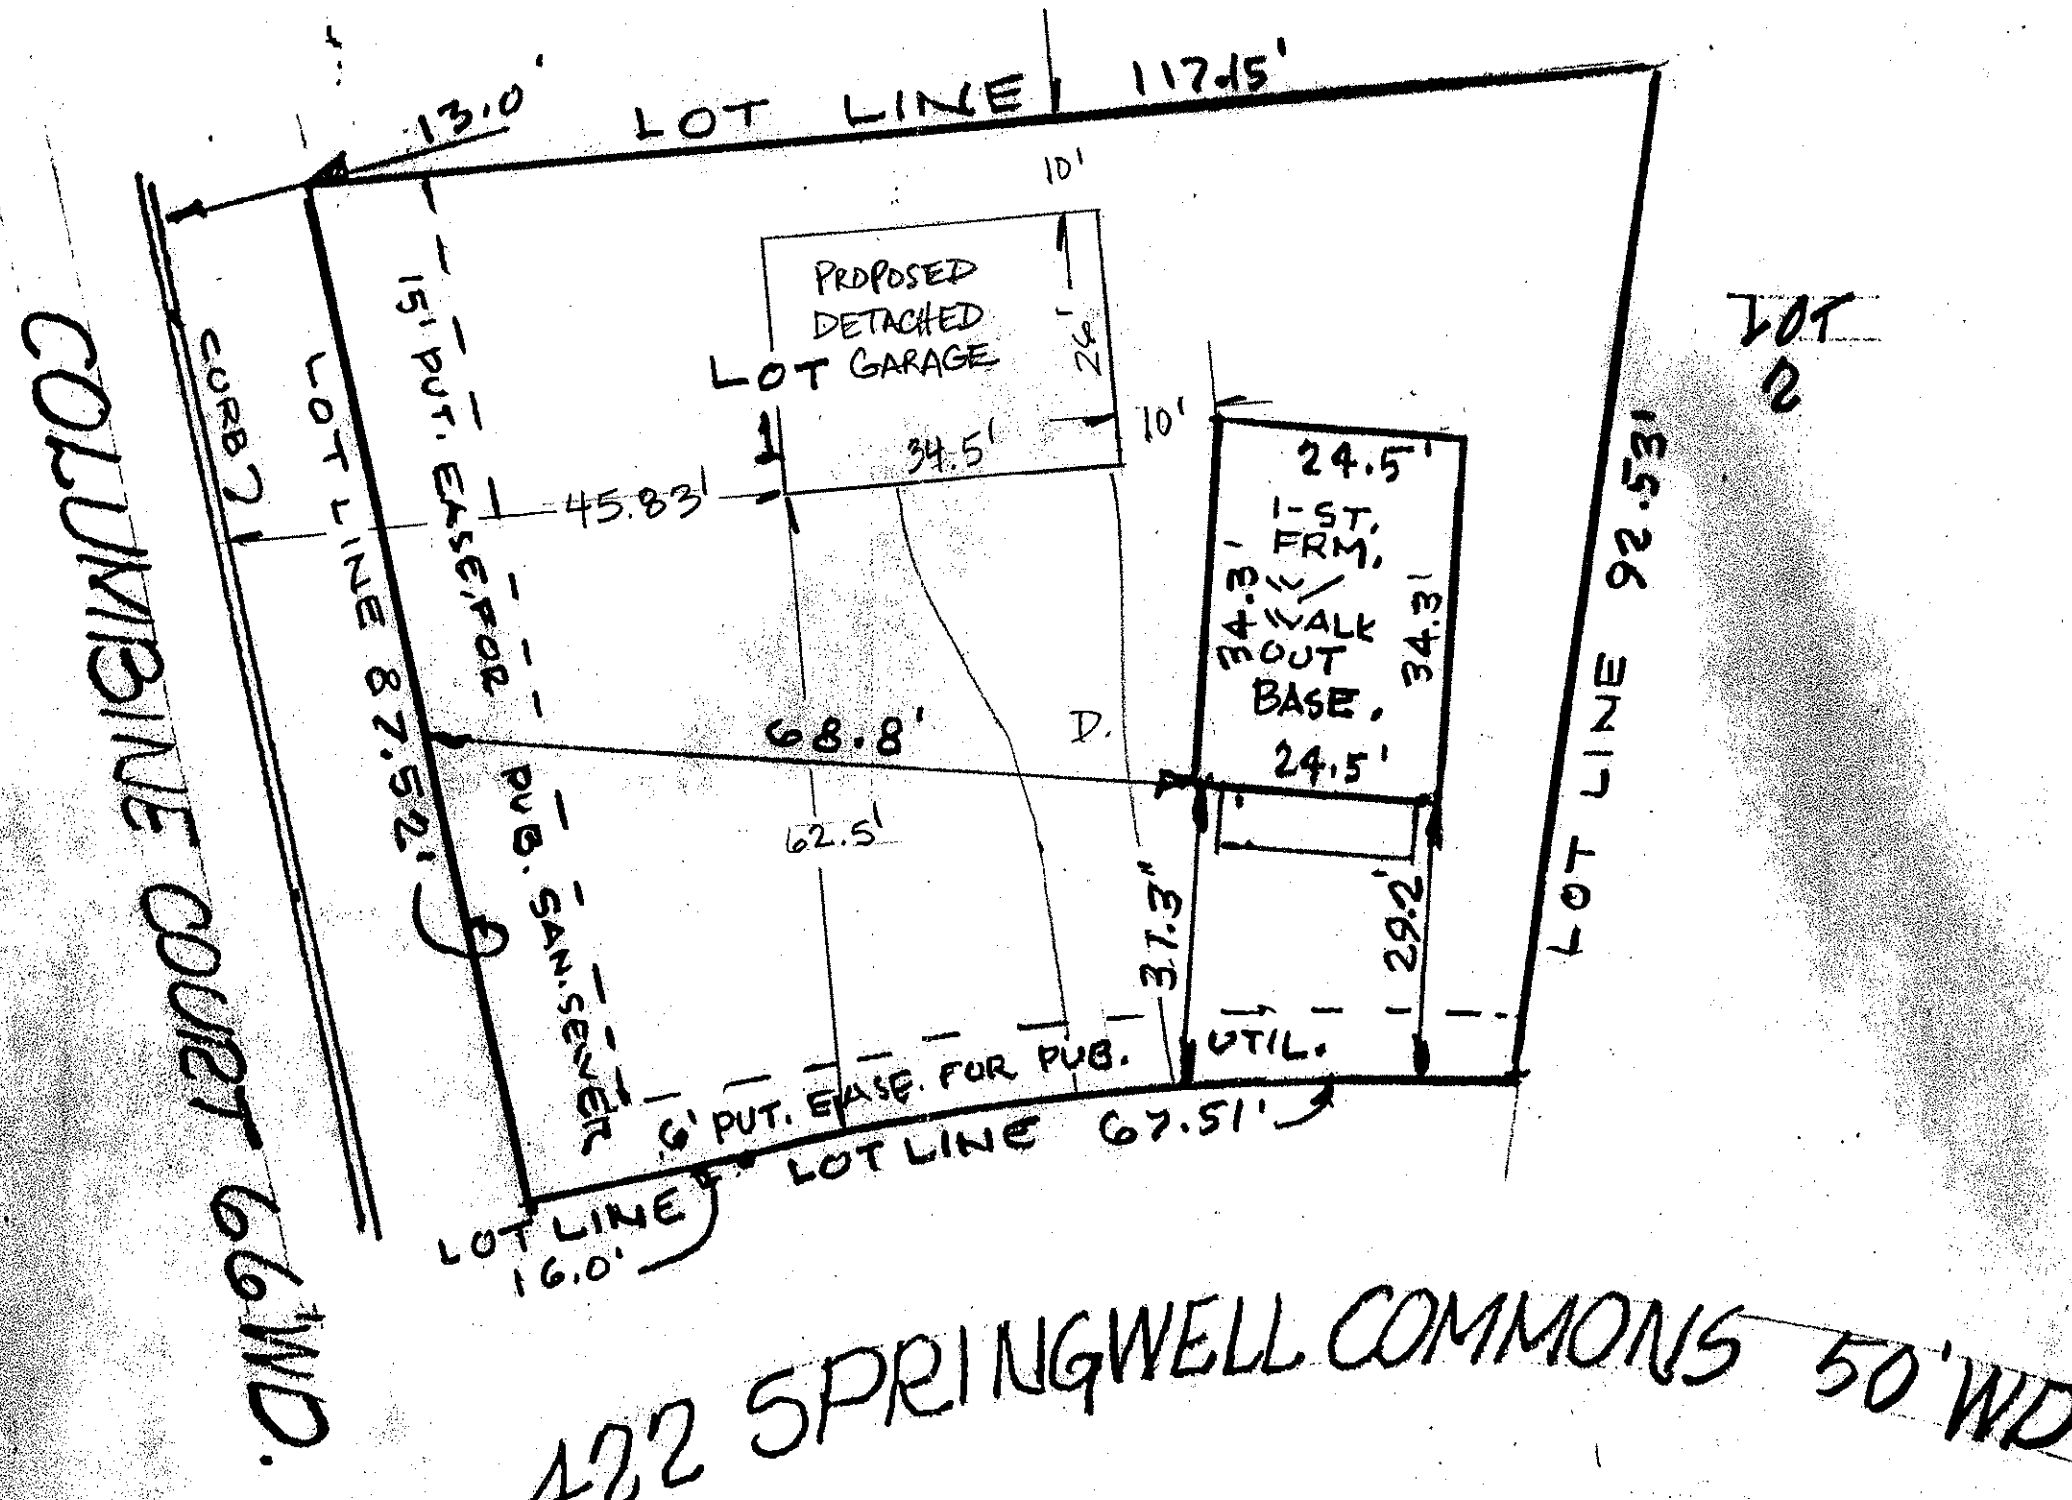 13.0'
LOT LINE 117.15'
10'
PROPOSED
DETACHED
GARAGE
LOT
1
26'
34.5'
10'
45.83'
CURB
LOT LINE 87.52'
15' PUT. EASE, FOR PUB. SAN. SEWER
COLUMBINE COURT 66 WD.
LOT
2
24.5'
1-ST.
FRM.
W/
WALK
OUT
BASE.
34.3'
34.3'
24.5'
LOT LINE 92.53'
68.8'
D.
62.5'
37.3"
29.2'
6' PUT. EASE. FOR PUB. UTIL.
LOT LINE 67.51'
LOT LINE
16.0'
422 SPRINGWELL COMMONS 50' WD